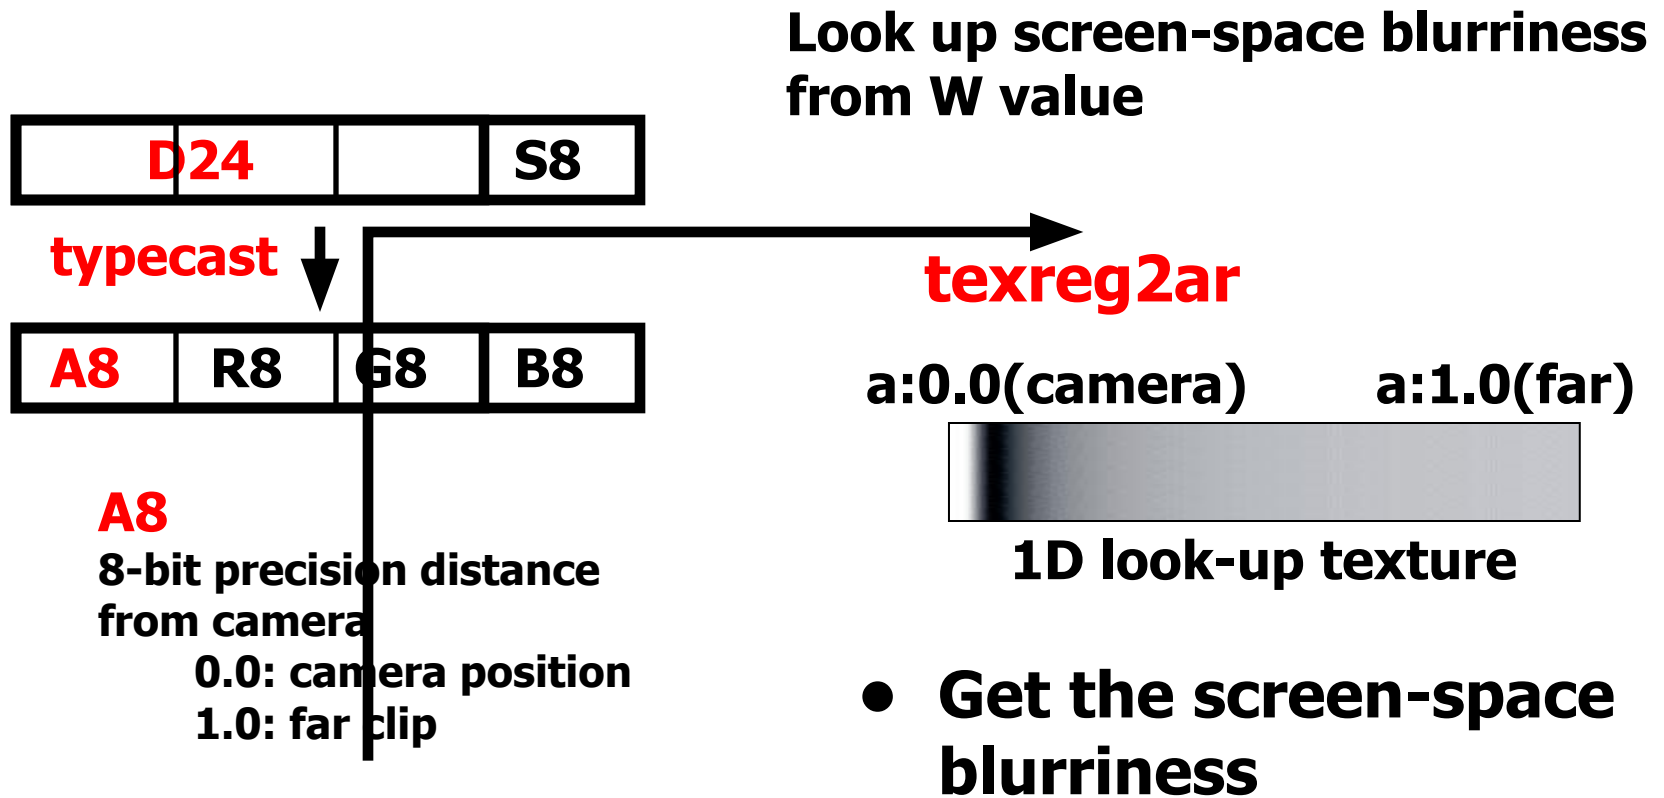 Look up screen-space blurriness
from W value
D24 S8
typecast
texreg2ar
A8 R8 G8 B8
a:0.0(camera) a:1.0(far)
1D look-up texture
A8
8-bit precision distance
from camera
0.0: camera position
1.0: far clip
● Get the screen-space
blurriness